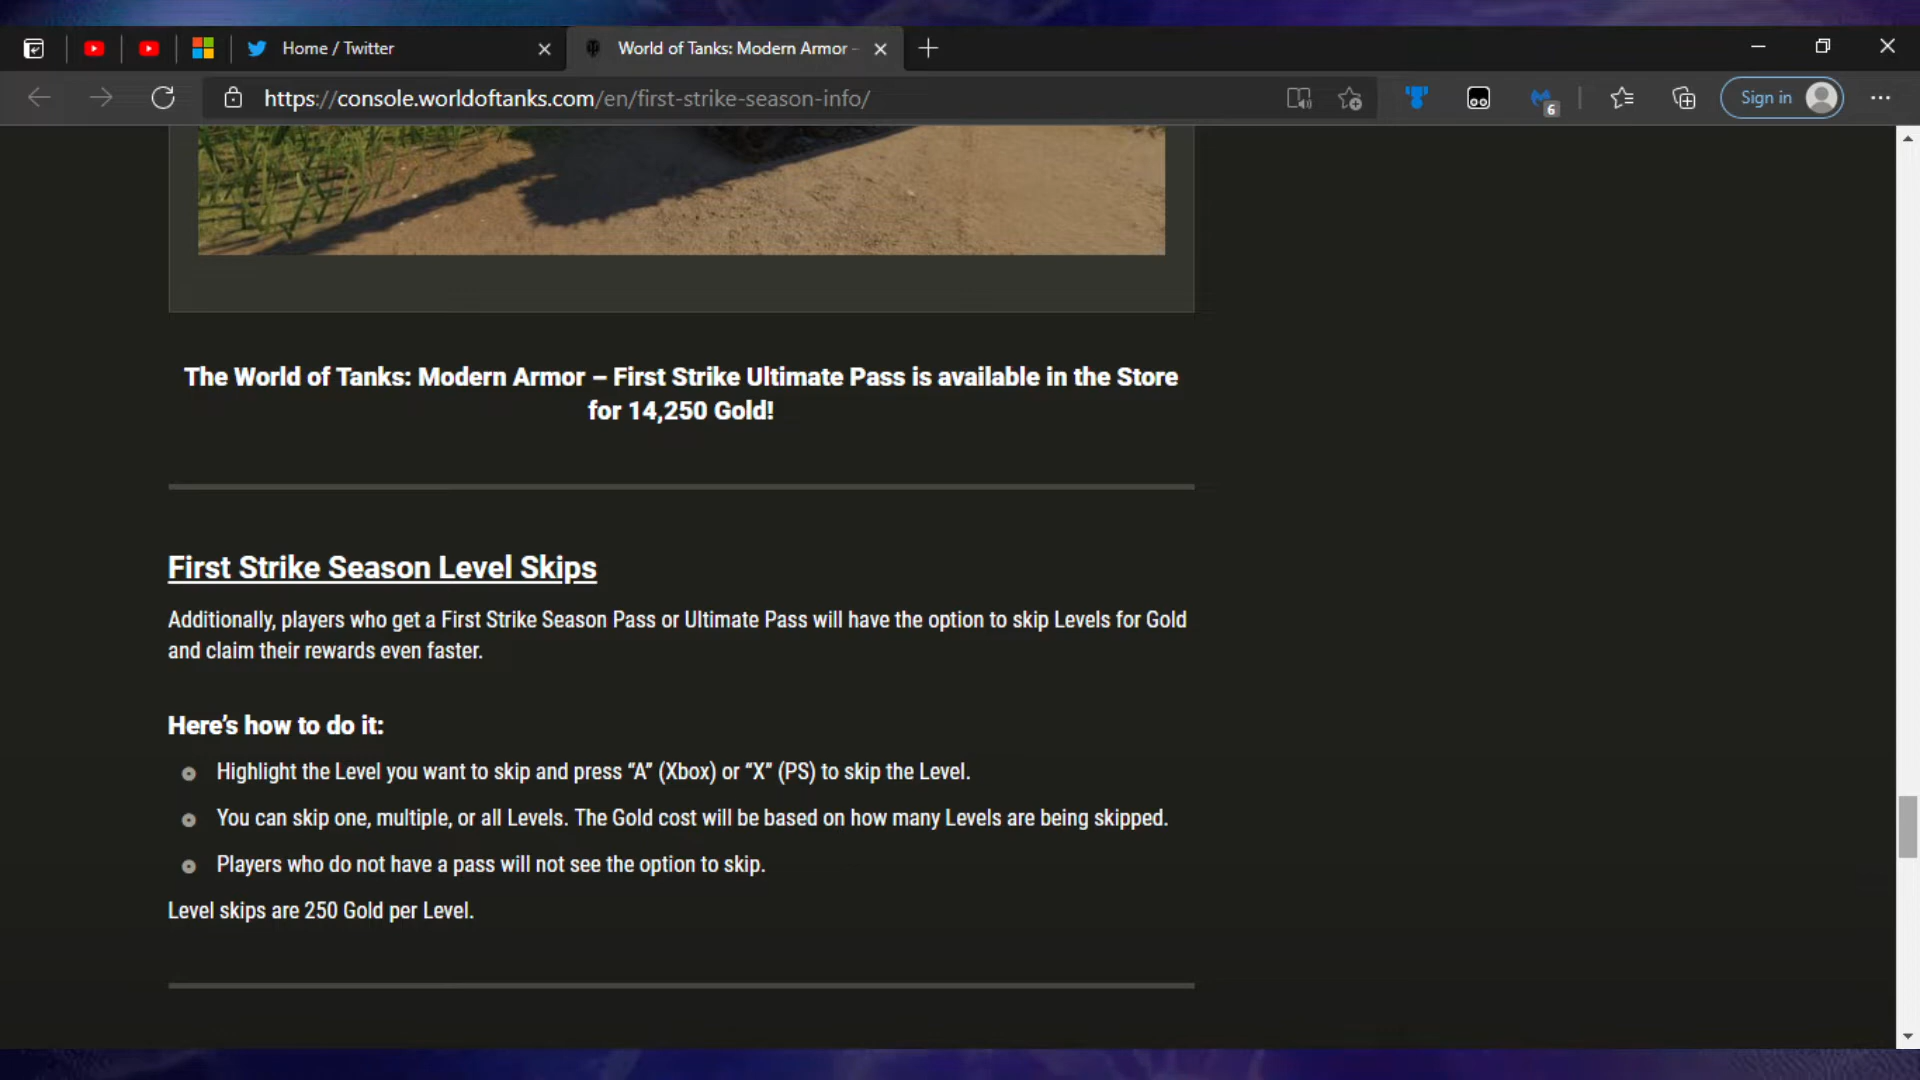 Home / Twitter
World of Tanks: Modern Armor -
https://console.worldoftanks.com/en/first-strike-season-info/
6
Sign in
The World of Tanks: Modern Armor – First Strike Ultimate Pass is available in the Store
for 14,250 Gold!
First Strike Season Level Skips
Additionally, players who get a First Strike Season Pass or Ultimate Pass will have the option to skip Levels for Gold
and claim their rewards even faster.
Here’s how to do it:
Highlight the Level you want to skip and press “A” (Xbox) or “X” (PS) to skip the Level.
You can skip one, multiple, or all Levels. The Gold cost will be based on how many Levels are being skipped.
Players who do not have a pass will not see the option to skip.
Level skips are 250 Gold per Level.